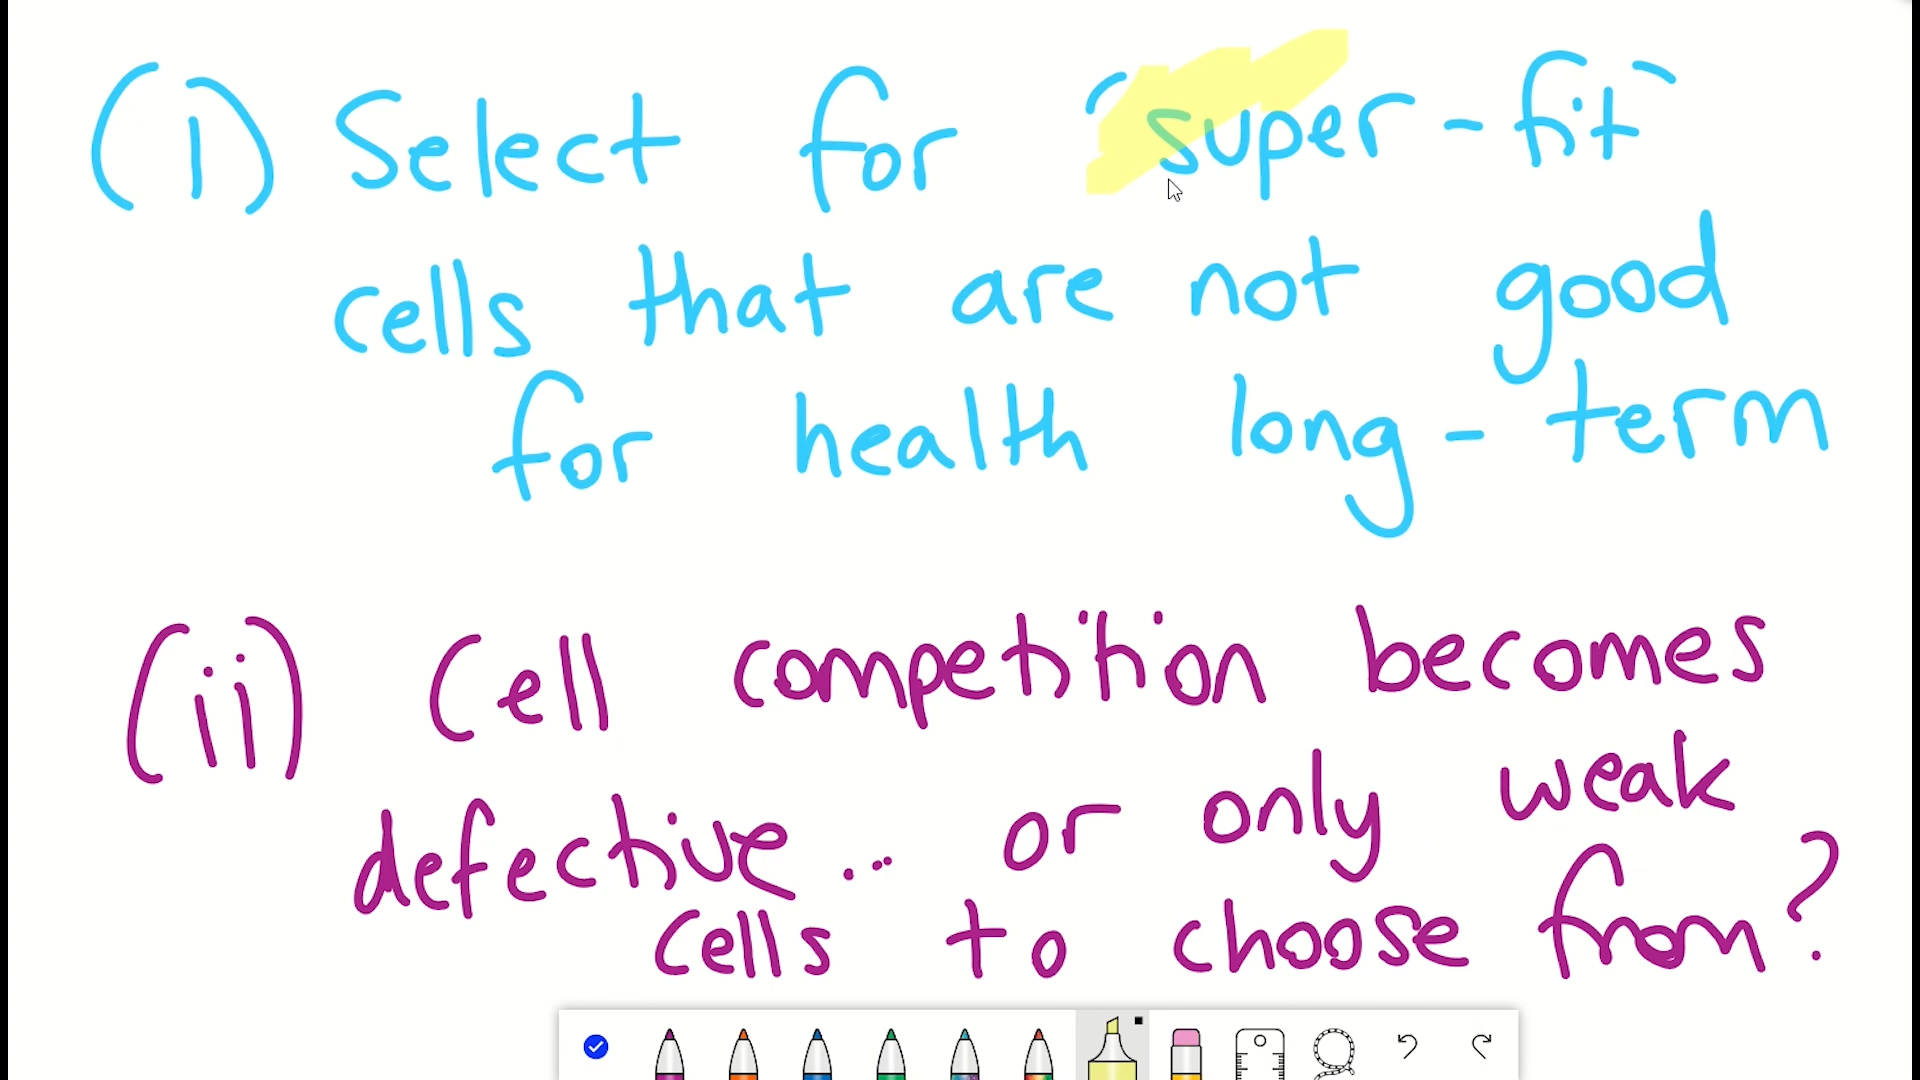 (i) Select for "super-fit"
cells that are not good
for health long-term
(ii) Cell competition becomes
defective... or only weak
cells to choose from?